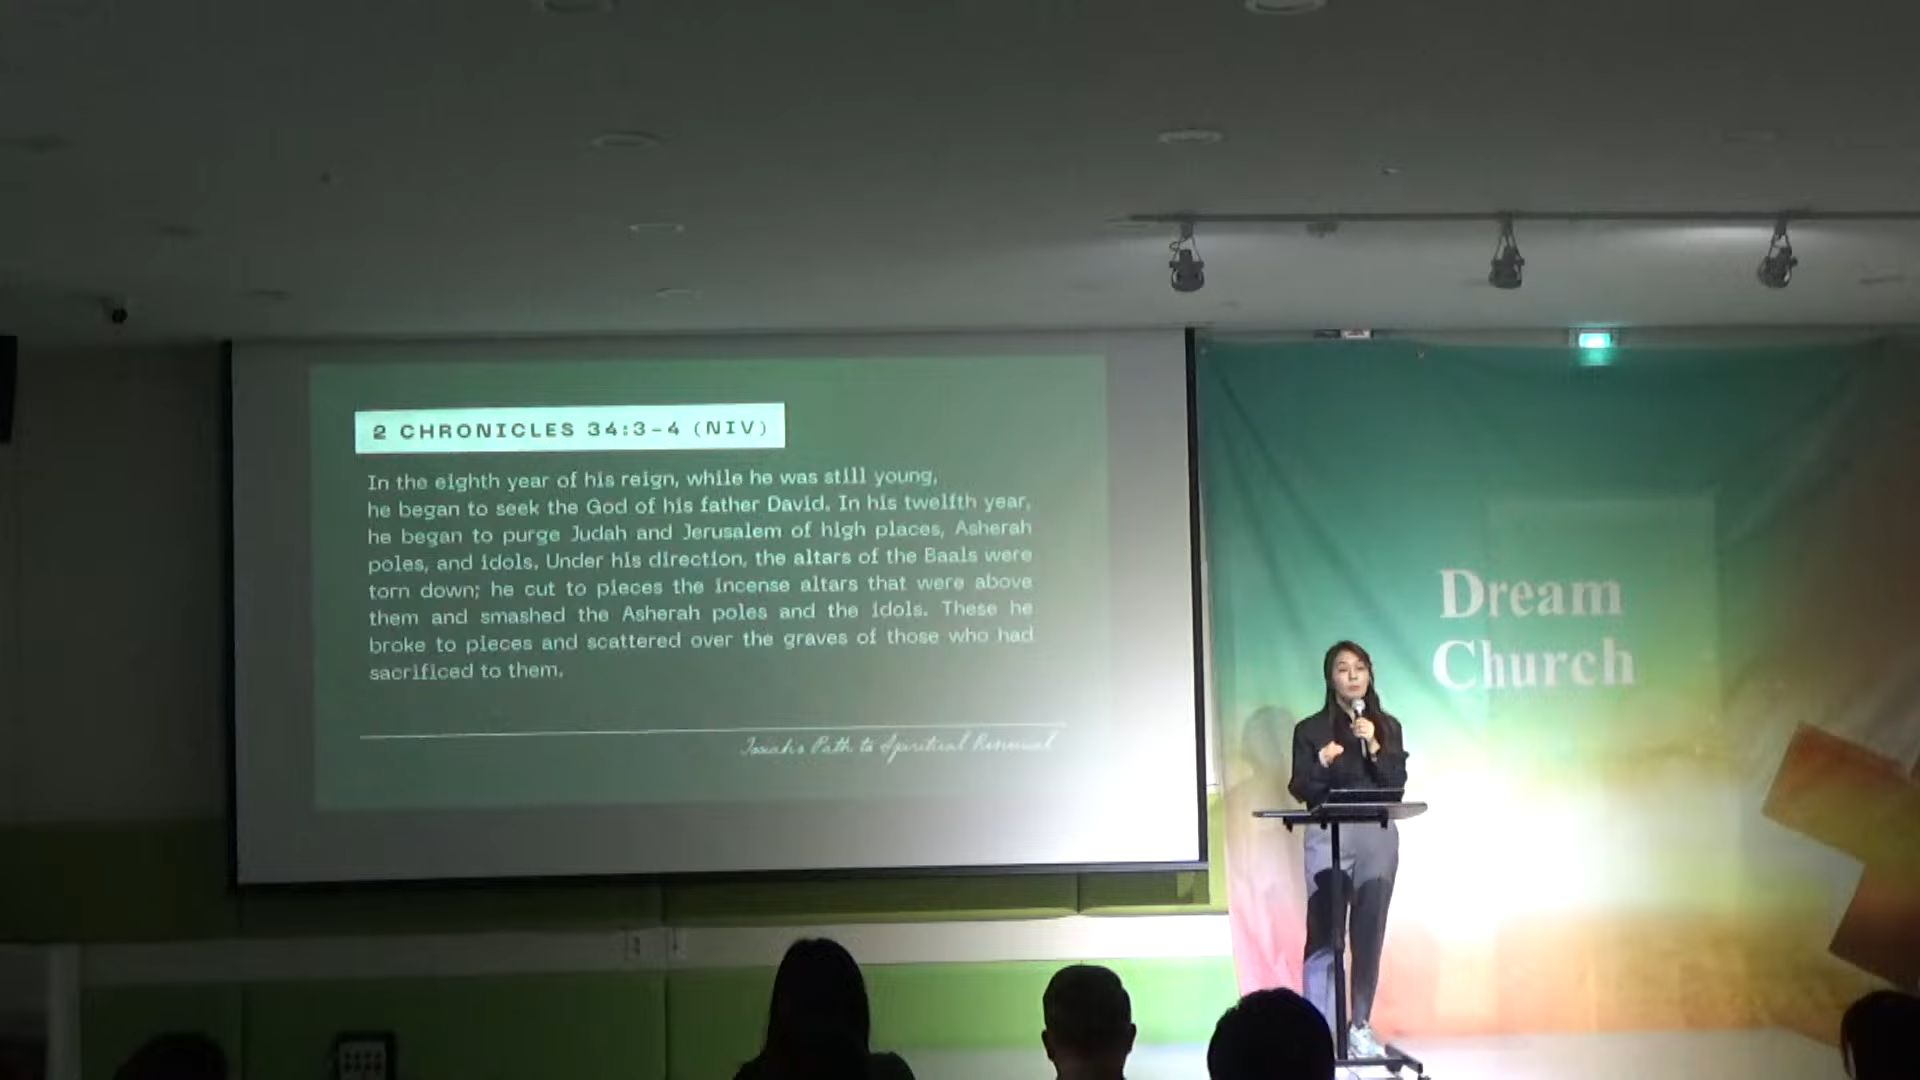 2 CHRONICLES 34:3-4 (NIV)
In the eighth year of his reign, while he was still young,
he began to seek the God of his father David. In his twelfth year,
he began to purge Judah and Jerusalem of high places, Asherah
poles, and idols. Under his direction, the altars of the Baals were
torn down; he cut to pieces the incense altars that were above
them and smashed the Asherah poles and the idols. These he
broke to pieces and scattered over the graves of those who had
sacrificed to them.
Josiah's Path to Spiritual Renewal
Dream
Church